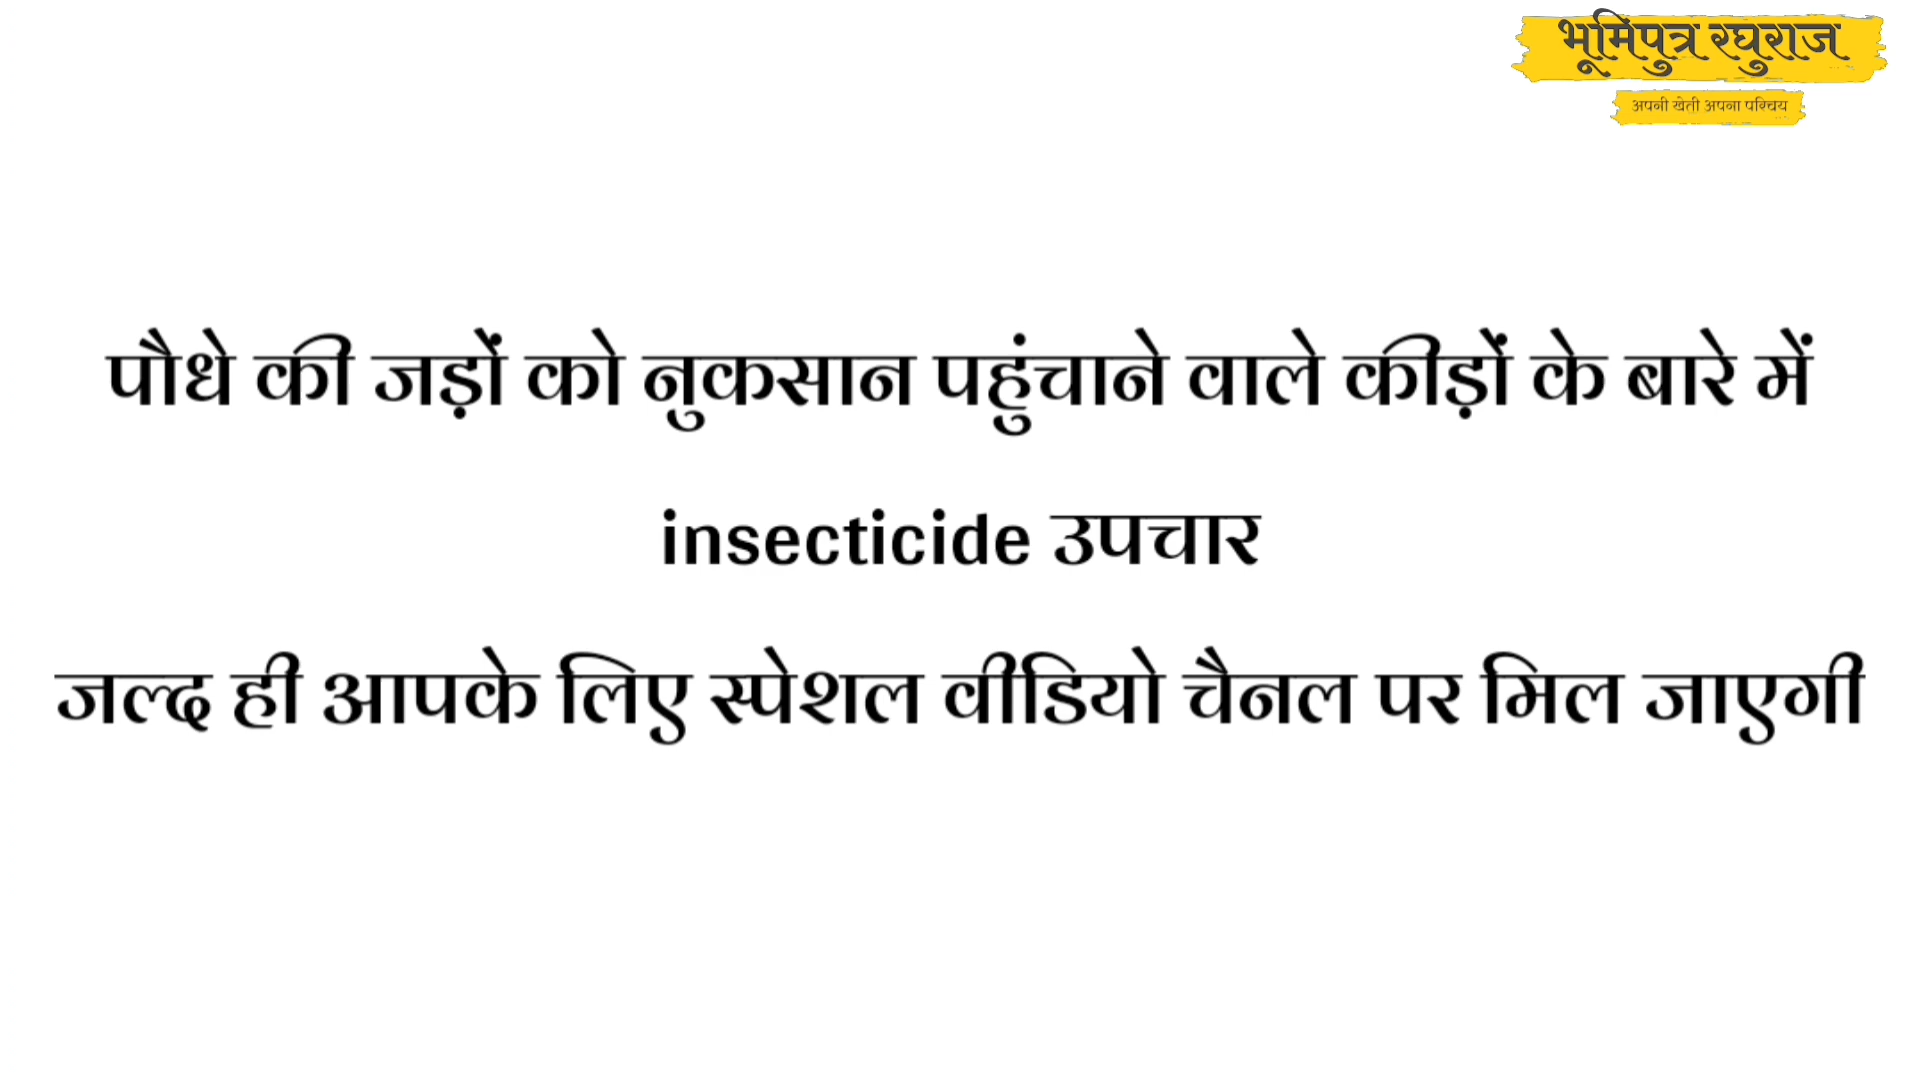 भूमिपुत्र रघुराज
अपनी खेती अपना परिचय
पौधे की जड़ों को नुकसान पहुंचाने वाले कीड़ों के बारे में
insecticide उपचार
जल्द ही आपके लिए स्पेशल वीडियो चैनल पर मिल जाएगी